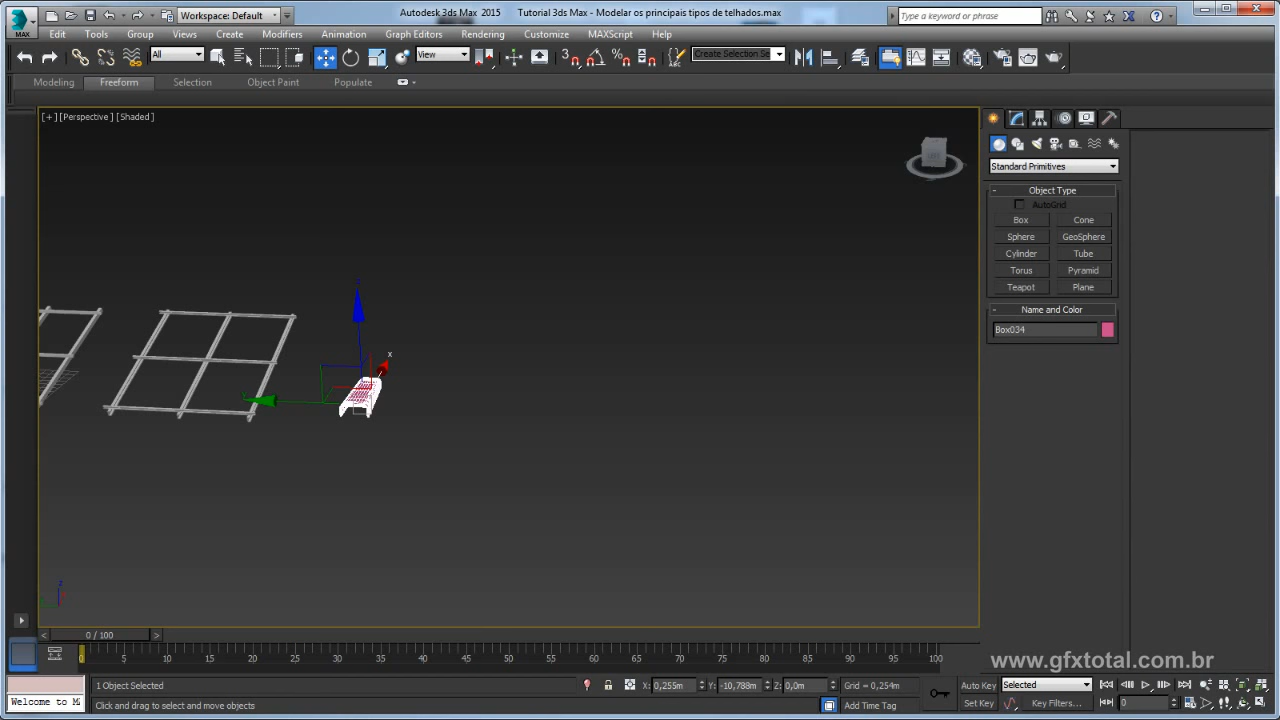 Workspace: Default
Autodesk 3ds Max 2015 Tutorial 3ds Max - Modelar os principais tipos de telhados.max
Type a keyword or phrase
MAX
Edit Tools Group Views Create Modifiers Animation Graph Editors Rendering Customize MAXScript Help
All View Create Selection Se
Modeling Freeform Selection Object Paint Populate
[+][Perspective][Shaded]
Standard Primitives
- Object Type
AutoGrid
Box Cone
Sphere GeoSphere
Cylinder Tube
Torus Pyramid
Teapot Plane
- Name and Color
Box034
x
z
< 0 / 100 >
0 5 10 15 20 25 30 35 40 45 50 55 60 65 70 75 80 85 90 95 100
www.gfxtotal.com.br
1 Object Selected X: 0,255m Y: -10,788m Z: 0,0m Grid = 0,254m Auto Key Selected
Welcome to M Click and drag to select and move objects Add Time Tag Set Key Key Filters... 0